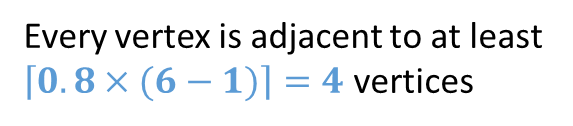 Every vertex is adjacent to at least
⌈0.8 × (6 − 1)⌉ = 4 vertices